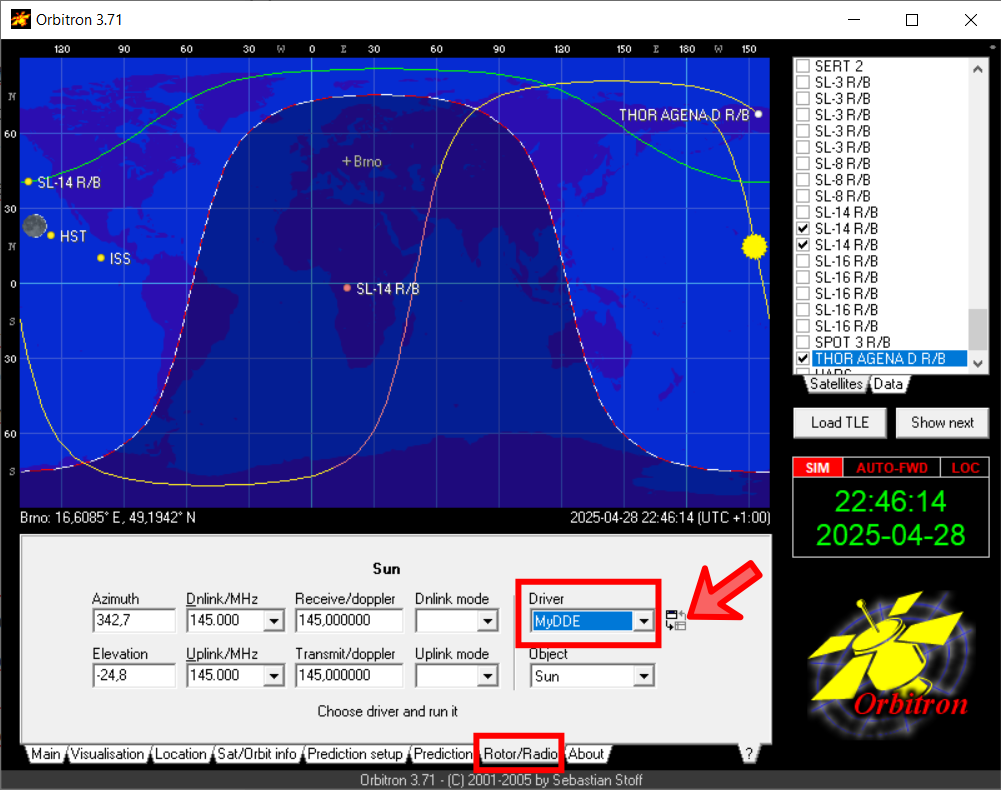 Orbitron 3.71
120 90 60 30 W 0 E 30 60 90 120 150 E 180 W 150
N
60
30
N
0
S
30
60
S
THOR AGENA D R/B
Brno
SL-14 R/B
HST
ISS
SL-14 R/B
Brno: 16,6085° E, 49,1942° N
2025-04-28 22:46:14 (UTC +1:00)
SERT 2
SL-3 R/B
SL-3 R/B
SL-3 R/B
SL-3 R/B
SL-3 R/B
SL-8 R/B
SL-8 R/B
SL-8 R/B
SL-14 R/B
SL-14 R/B
SL-14 R/B
SL-16 R/B
SL-16 R/B
SL-16 R/B
SL-16 R/B
SL-16 R/B
SPOT 3 R/B
THOR AGENA D R/B
UARS
Satellites Data
Load TLE Show next
SIM AUTO-FWD LOC
22:46:14
2025-04-28
Orbitron
Sun
Azimuth Dnlink/MHz Receive/doppler Dnlink mode Driver
342,7 145.000 145,000000 MyDDE
Elevation Uplink/MHz Transmit/doppler Uplink mode Object
-24,8 145.000 145,000000 Sun
Choose driver and run it
Main Visualisation Location Sat/Orbit info Prediction setup Prediction Rotor/Radio About ?
Orbitron 3.71 - (C) 2001-2005 by Sebastian Stoff